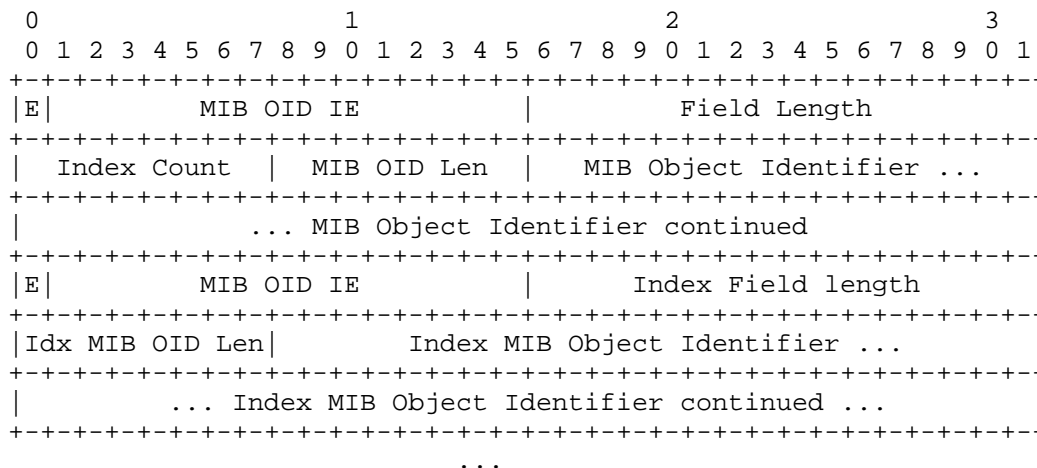 0                   1                   2                   3
 0 1 2 3 4 5 6 7 8 9 0 1 2 3 4 5 6 7 8 9 0 1 2 3 4 5 6 7 8 9 0 1
+-+-+-+-+-+-+-+-+-+-+-+-+-+-+-+-+-+-+-+-+-+-+-+-+-+-+-+-+-+-+-+--
|E|         MIB OID IE          |         Field Length
+-+-+-+-+-+-+-+-+-+-+-+-+-+-+-+-+-+-+-+-+-+-+-+-+-+-+-+-+-+-+-+--
|  Index Count  |  MIB OID Len  |   MIB Object Identifier ...
+-+-+-+-+-+-+-+-+-+-+-+-+-+-+-+-+-+-+-+-+-+-+-+-+-+-+-+-+-+-+-+--
|              ... MIB Object Identifier continued
+-+-+-+-+-+-+-+-+-+-+-+-+-+-+-+-+-+-+-+-+-+-+-+-+-+-+-+-+-+-+-+--
|E|         MIB OID IE          |      Index Field length
+-+-+-+-+-+-+-+-+-+-+-+-+-+-+-+-+-+-+-+-+-+-+-+-+-+-+-+-+-+-+-+--
|Idx MIB OID Len|        Index MIB Object Identifier ...
+-+-+-+-+-+-+-+-+-+-+-+-+-+-+-+-+-+-+-+-+-+-+-+-+-+-+-+-+-+-+-+--
|         ... Index MIB Object Identifier continued ...
+-+-+-+-+-+-+-+-+-+-+-+-+-+-+-+-+-+-+-+-+-+-+-+-+-+-+-+-+-+-+-+--
                            ...